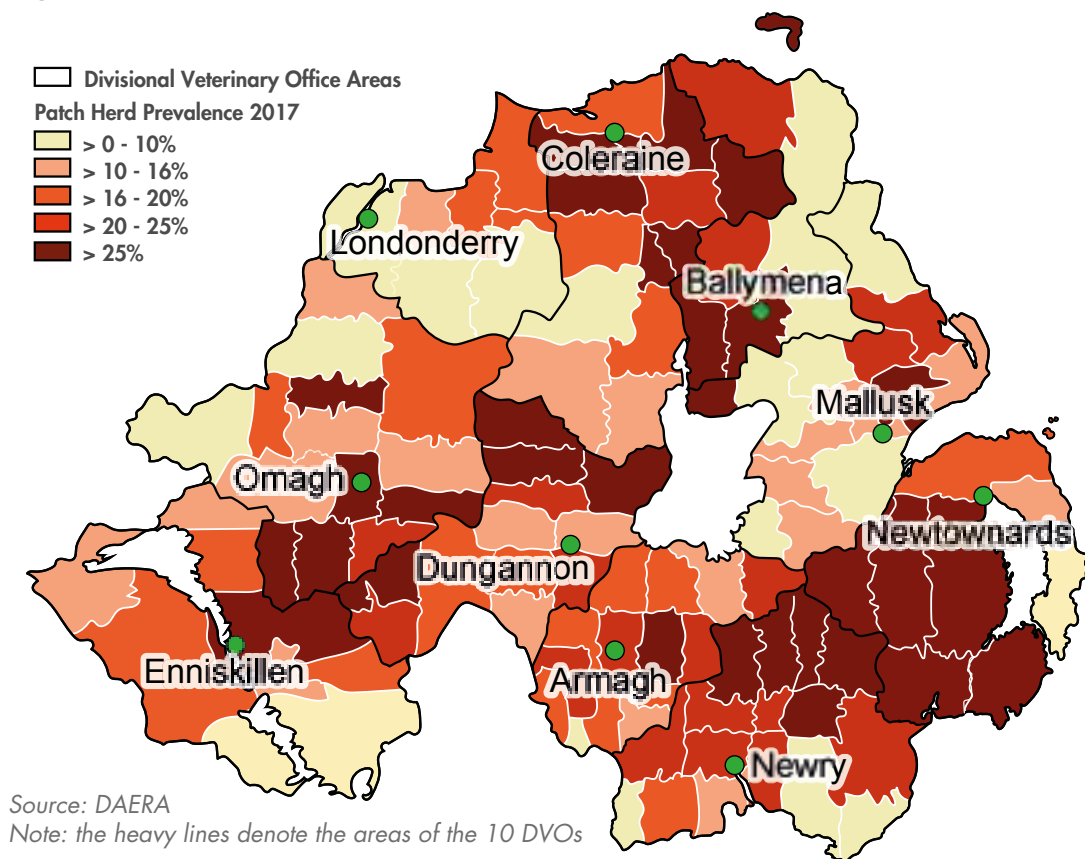 Divisional Veterinary Office Areas
Patch Herd Prevalence 2017
> 0 - 10%
> 10 - 16%
> 16 - 20%
> 20 - 25%
> 25%
Coleraine
Londonderry
Ballymena
Mallusk
Omagh
Newtownards
Dungannon
Enniskillen
Armagh
Newry
Source: DAERA
Note: the heavy lines denote the areas of the 10 DVOs